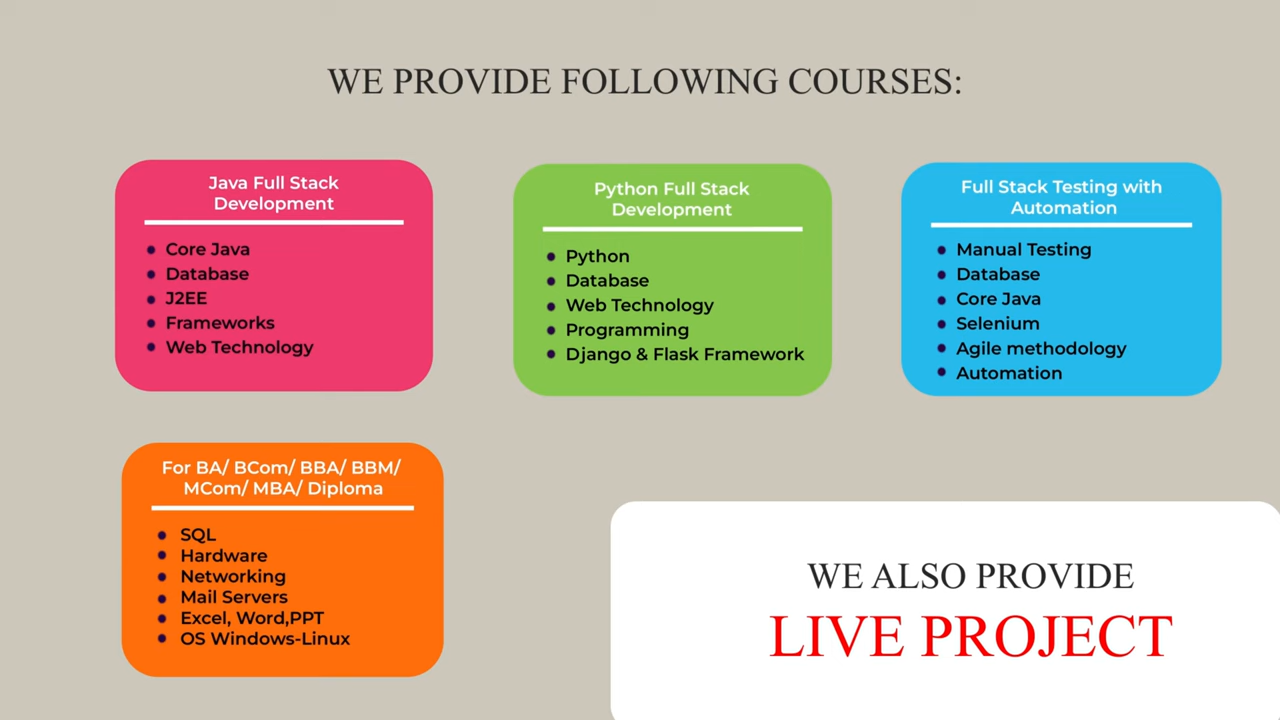 WE PROVIDE FOLLOWING COURSES:
Java Full Stack
Development
Core Java
Database
J2EE
Frameworks
Web Technology
Python Full Stack
Development
Python
Database
Web Technology
Programming
Django & Flask Framework
Full Stack Testing with
Automation
Manual Testing
Database
Core Java
Selenium
Agile methodology
Automation
For BA/ BCom/ BBA/ BBM/
MCom/ MBA/ Diploma
SQL
Hardware
Networking
Mail Servers
Excel, Word,PPT
OS Windows-Linux
WE ALSO PROVIDE
LIVE PROJECT